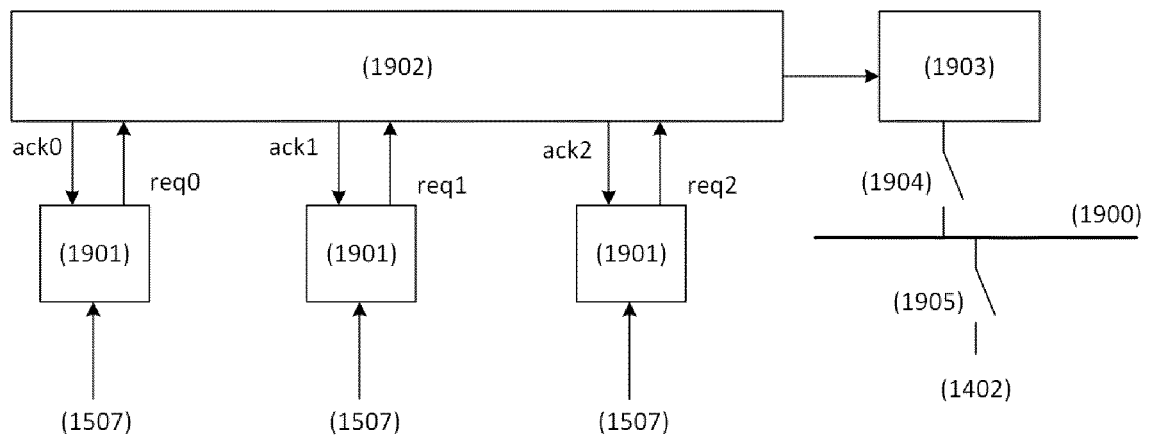 (1902)
(1903)
ack0
req0
ack1
req1
ack2
req2
(1904)
(1900)
(1901)
(1901)
(1901)
(1905)
(1402)
(1507)
(1507)
(1507)